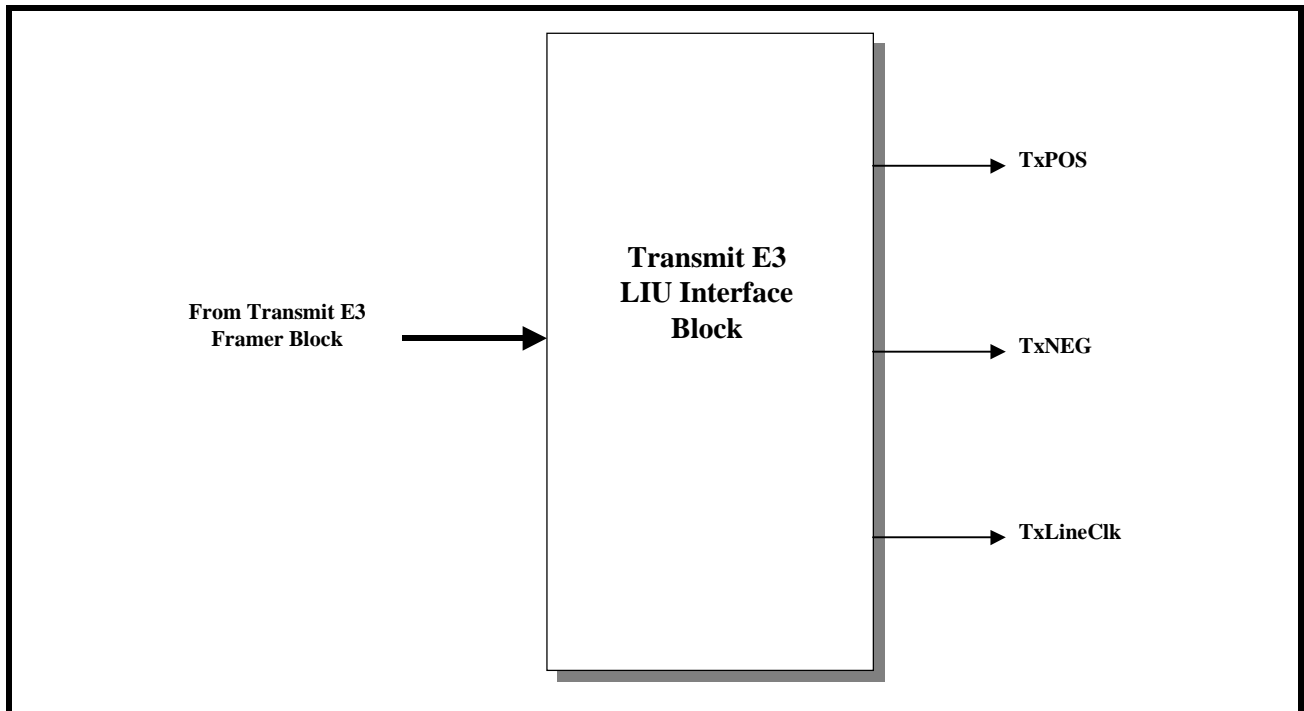 From Transmit E3
Framer Block
Transmit E3
LIU Interface
Block
TxPOS
TxNEG
TxLineClk